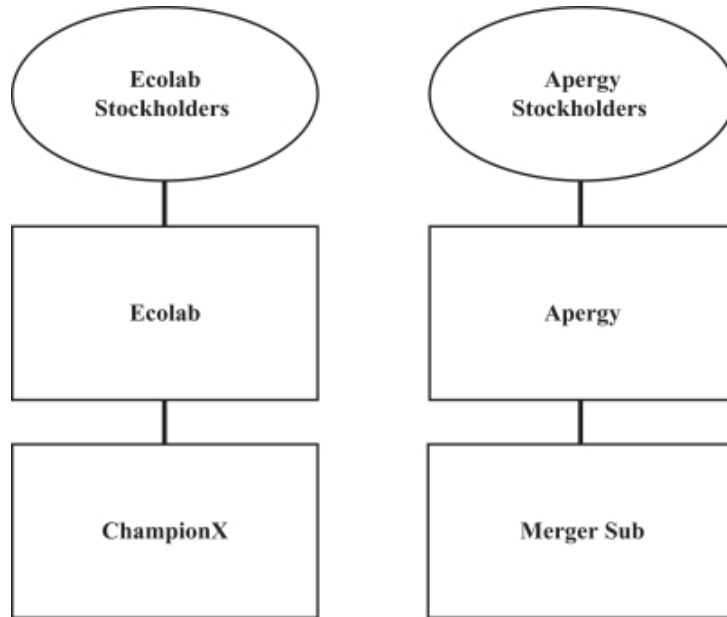 Ecolab
Stockholders
Apergy
Stockholders
Ecolab
Apergy
ChampionX
Merger Sub